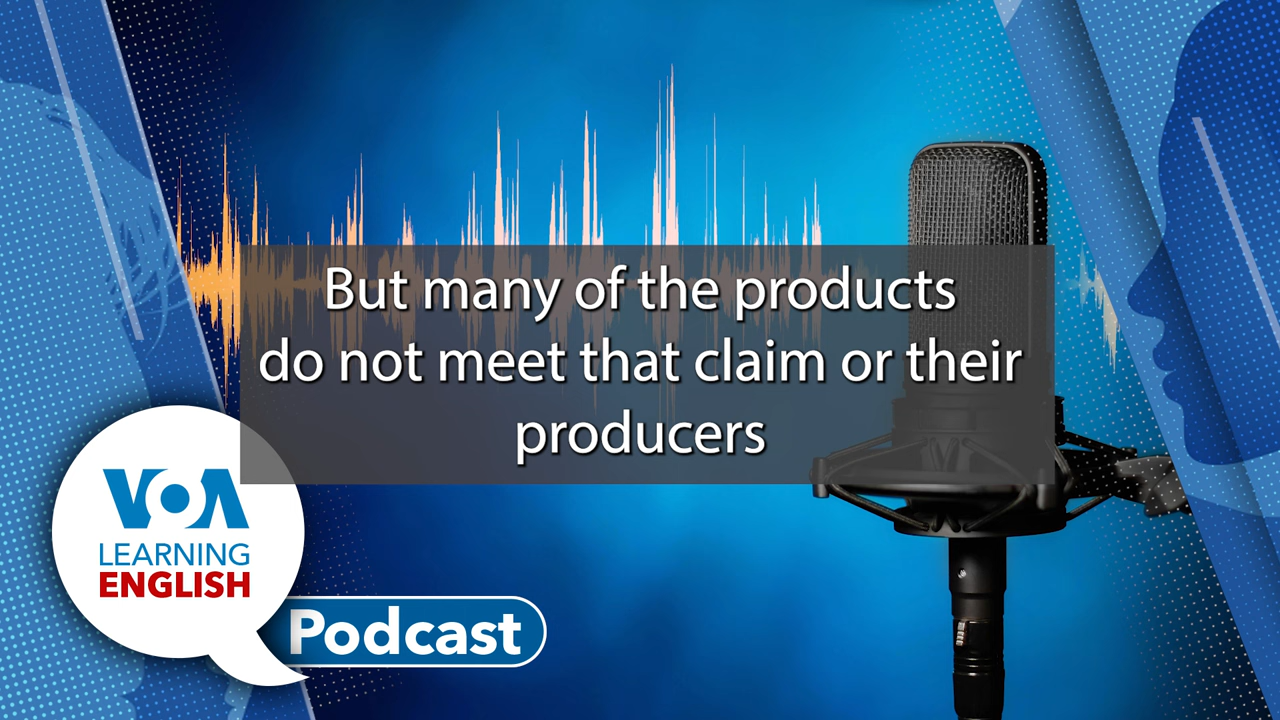 But many of the products
do not meet that claim or their
producers
VOA
LEARNING
ENGLISH
Podcast